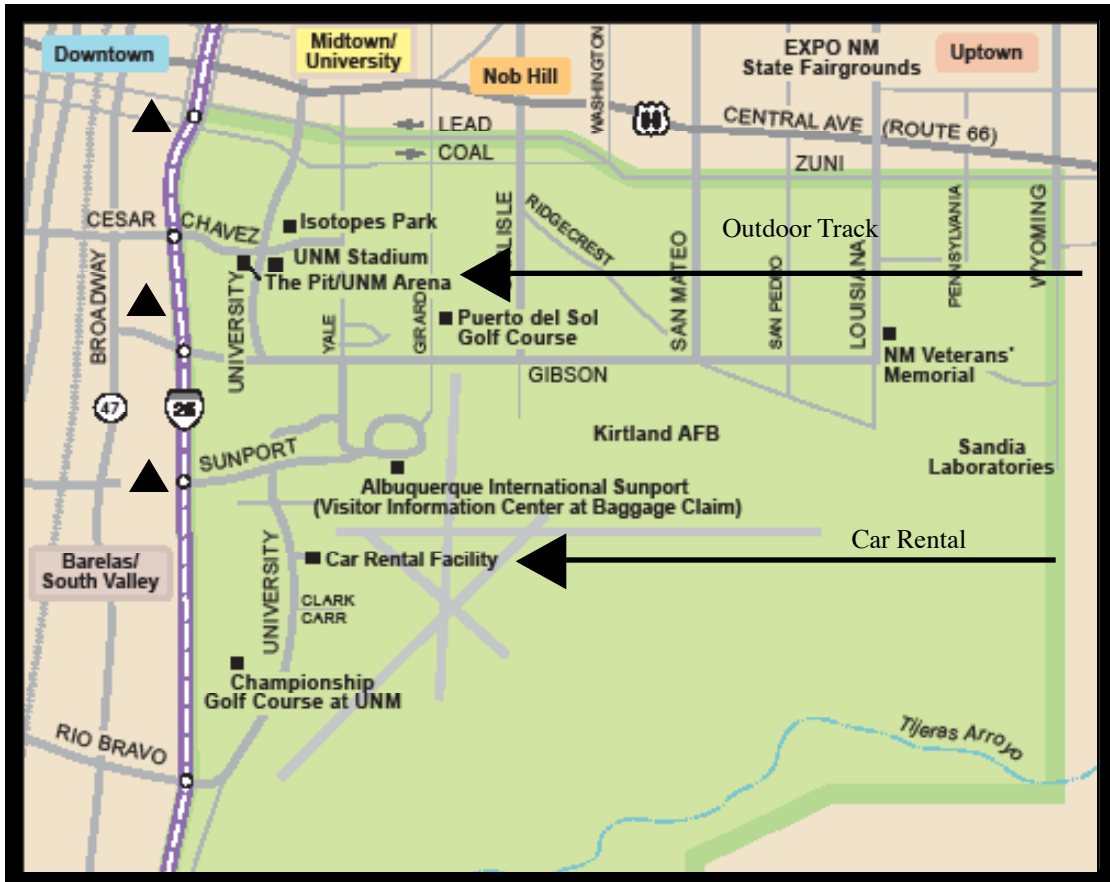 Downtown
Midtown/
University
Nob Hill
WASHINGTON
EXPO NM
State Fairgrounds
Uptown
LEAD
COAL
CENTRAL AVE (ROUTE 66)
ZUNI
CESAR CHAVEZ
Isotopes Park
UNM Stadium
The Pit/UNM Arena
RIDGECREST
Outdoor Track
SAN MATEO
SAN PEDRO
LOUISIANA
PENNSYLVANIA
WYOMING
BROADWAY
UNIVERSITY
YALE
GIRARD
Puerto del Sol
Golf Course
NM Veterans'
Memorial
GIBSON
47
SUNPORT
Kirtland AFB
Sandia
Laboratories
Albuquerque International Sunport
(Visitor Information Center at Baggage Claim)
Car Rental
Barelas/
South Valley
UNIVERSITY
Car Rental Facility
CLARK
CARR
Championship
Golf Course at UNM
RIO BRAVO
Tijeras Arroyo